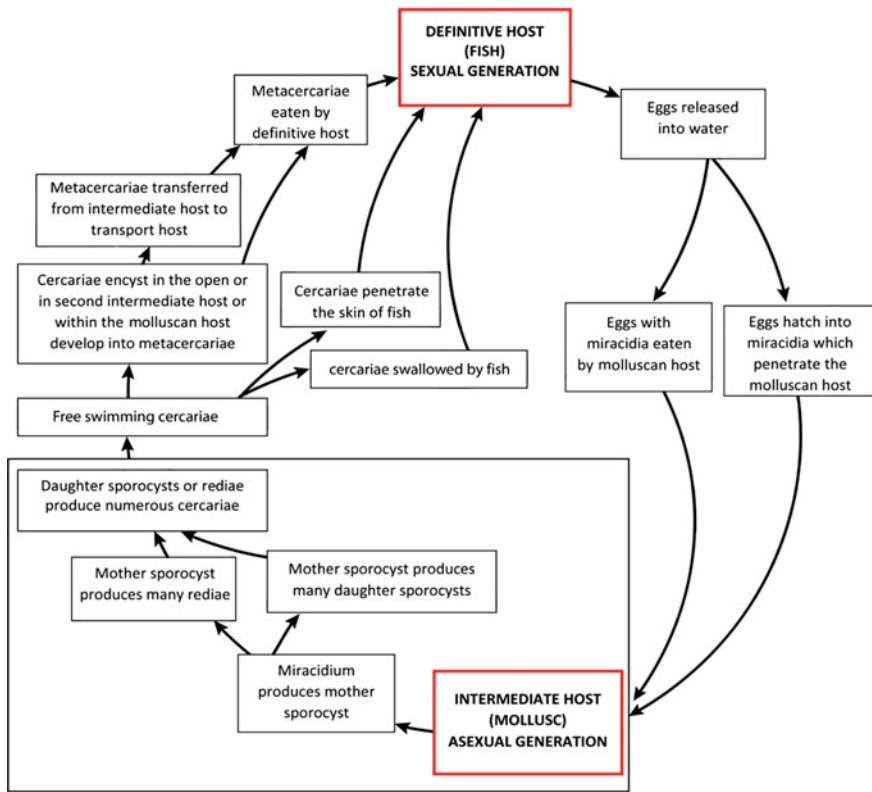 DEFINITIVE HOST
(FISH)
SEXUAL GENERATION
Metacercariae
eaten by
definitive host
Eggs released
into water
Metacercariae transferred
from intermediate host to
transport host
Cercariae encyst in the open or
in second intermediate host or
within the molluscan host
develop into metacercariae
Cercariae penetrate
the skin of fish
cercariae swallowed by fish
Eggs with
miracidia eaten
by molluscan host
Eggs hatch into
miracidia which
penetrate the
molluscan host
Free swimming cercariae
Daughter sporocysts or rediae
produce numerous cercariae
Mother sporocyst
produces many rediae
Mother sporocyst produces
many daughter sporocysts
Miracidium
produces mother
sporocyst
INTERMEDIATE HOST
(MOLLUSC)
ASEXUAL GENERATION